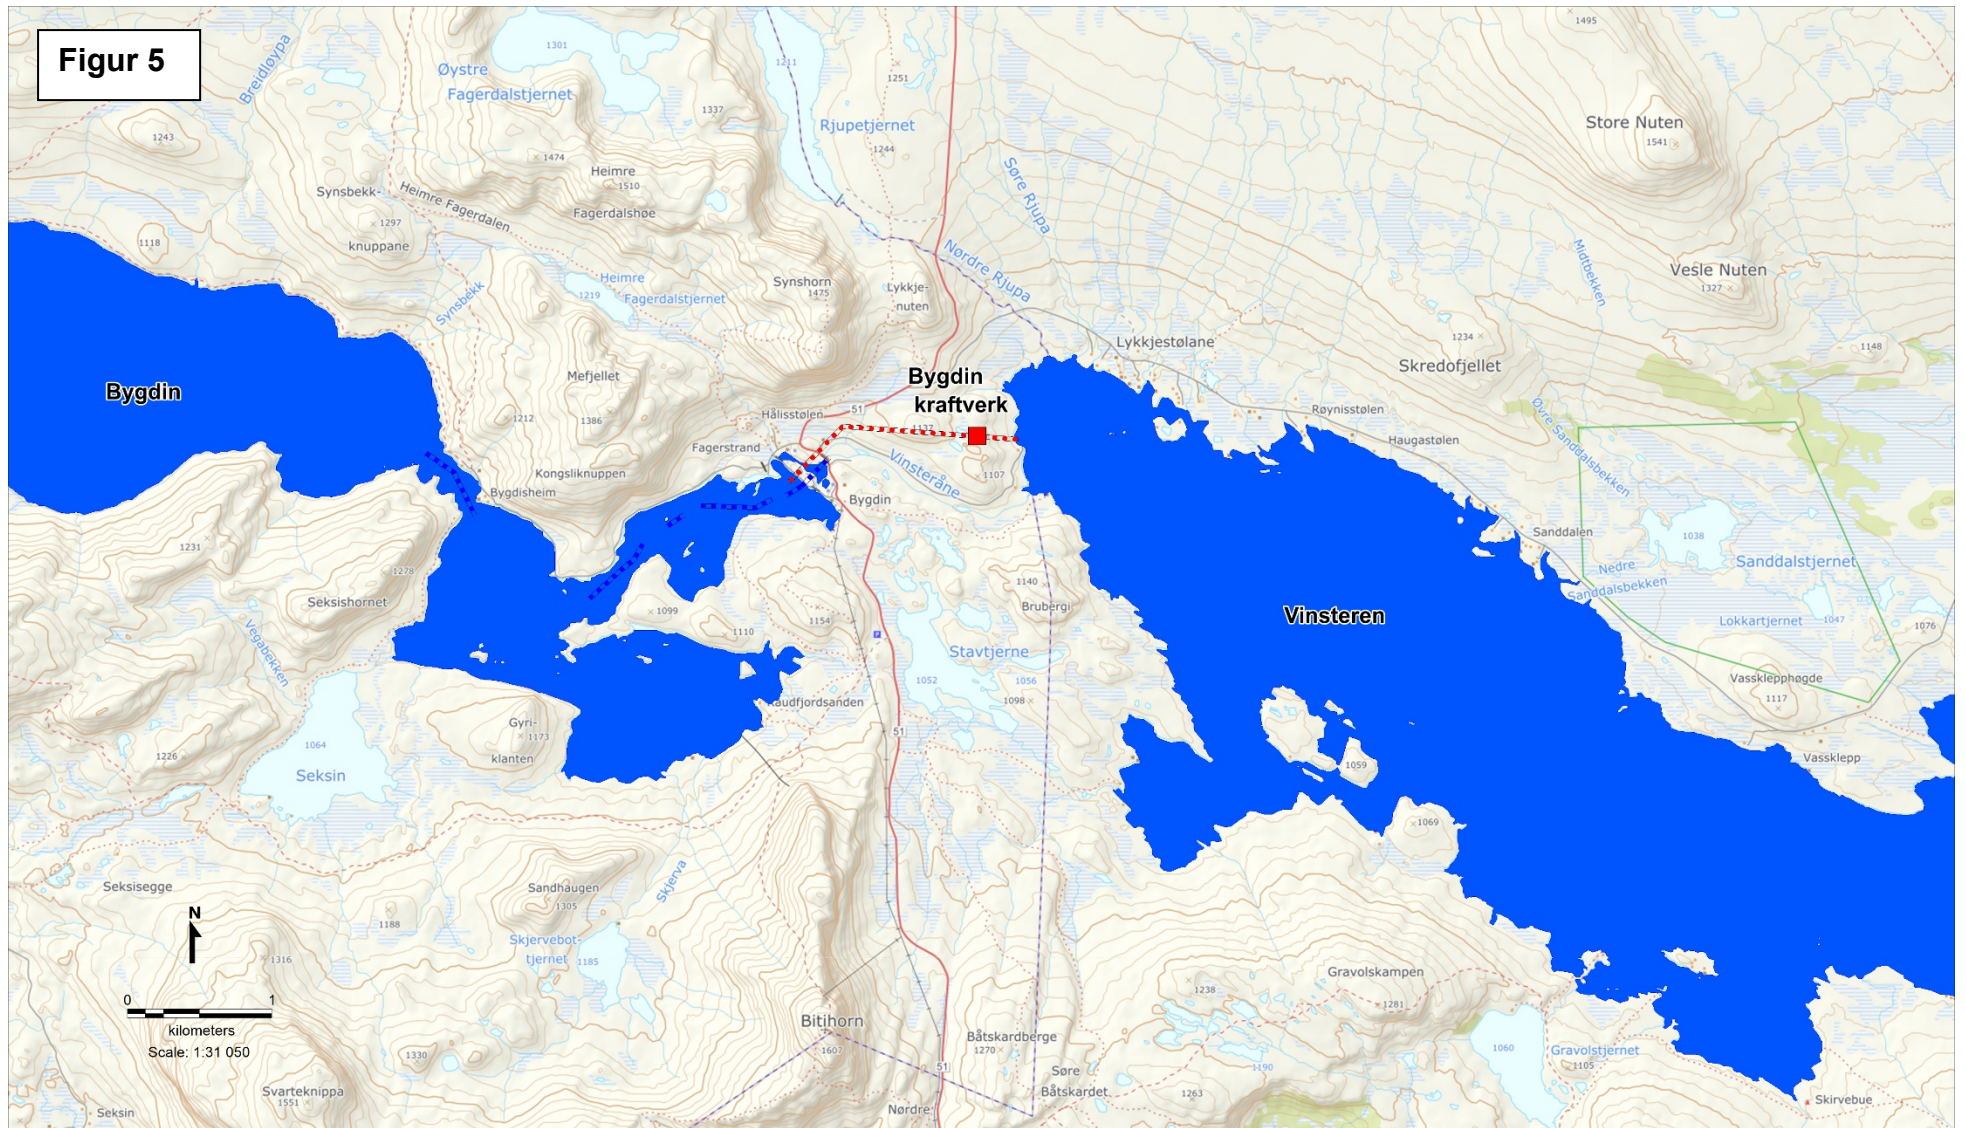 Figur 5
1301
1211
1495
Breidløypa
Øystre
Fagerdalstjernet
1251
1337
Rjupetjernet
1244
Store Nuten
1541
1243
1474
Heimre
1510
Fagerdalshøe
Synsbekk-
1297
knuppane
Heimre Fagerdalen
Søre Rjupa
1118
Nørdre Rjupa
Midtbekken
Vesle Nuten
1327
Synsbekk
Heimre
1219
Fagerdalstjernet
Synshorn
1475
Lykkje-
nuten
Lykkjestølane
1234
Skredofjellet
1148
Bygdin
Mefjellet
1212
1386
Bygdin
kraftverk
Hålisstølen
51
1137
Røynisstølen
Haugastølen
Øvre Sanddalsbekken
Fagerstrand
Kongsliknuppen
Bygdisheim
Vinsteråne
1107
Bygdin
Sanddalen
1038
Sanddalstjernet
Nedre
Sanddalsbekken
1231
1278
Seksishornet
1099
1110
1154
1140
Brubergi
Vinsteren
Lokkartjernet
1047
1076
Vegabekken
P
Stavtjerne
1052
1056
1098
Raudfjordsanden
Vassklepphøgde
1117
Gyri-
1173
klanten
51
1064
Seksin
1226
1059
Vassklepp
1069
Seksisegge
Sandhaugen
1305
Skjerva
N
1188
Skjervebot-
tjernet
1185
1316
Gravolskampen
1238
1281
0 1
kilometers
Scale: 1:31 050
Bitihorn
1607
Båtskardberge
1270
1060
Gravolstjernet
1105
1330
51
Søre
Båtskardet
1190
1263
Svarteknippa
1551
Seksin
Nørdre
Skirvebue